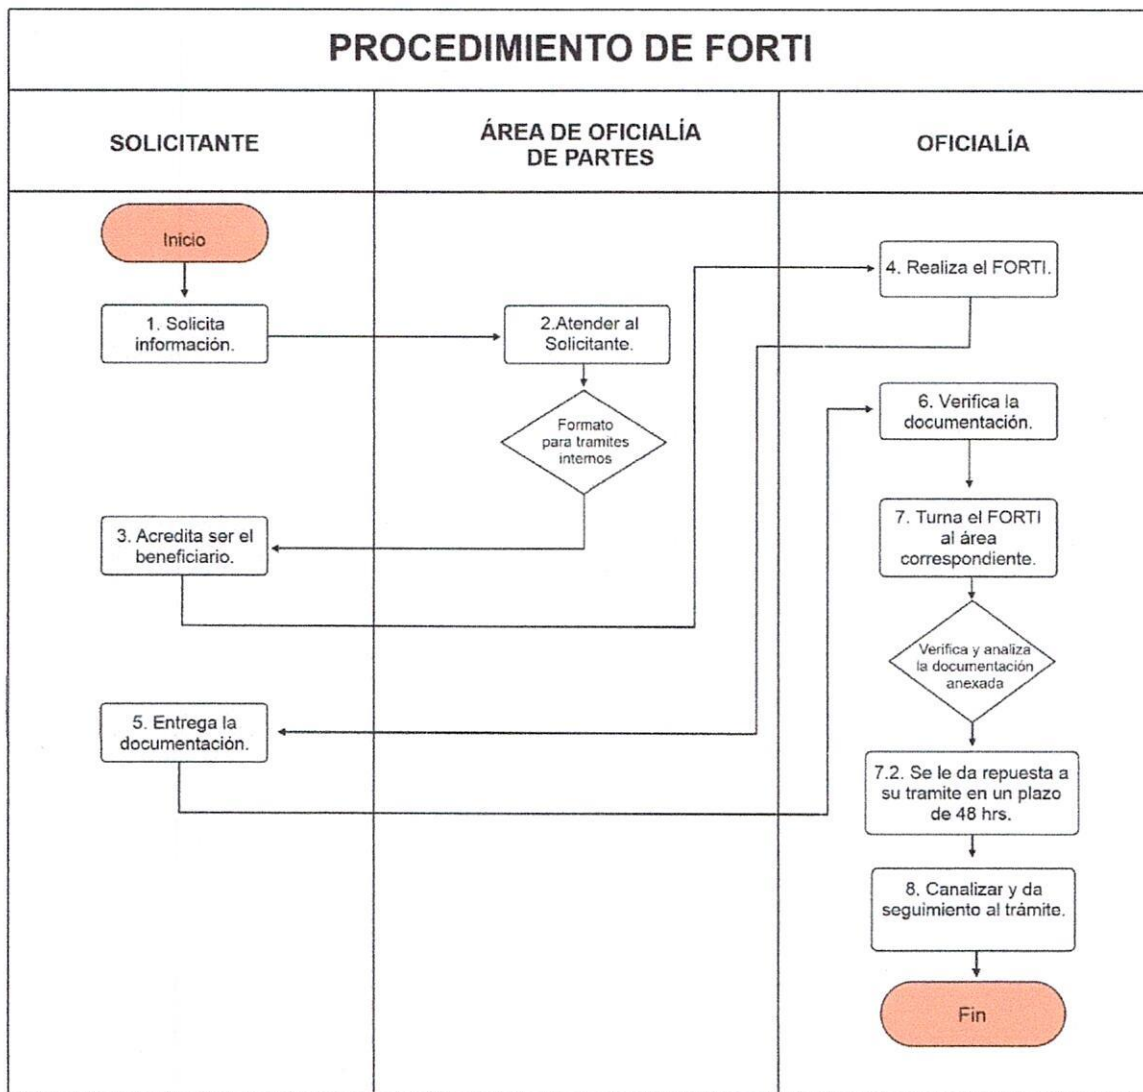 PROCEDIMIENTO DE FORTI
SOLICITANTE
ÁREA DE OFICIALÍA
DE PARTES
OFICIALÍA
Inicio
1. Solicita
información.
2.Atender al
Solicitante.
Formato
para tramites
internos
3. Acredita ser el
beneficiario.
4. Realiza el FORTI.
5. Entrega la
documentación.
6. Verifica la
documentación.
7. Turna el FORTI
al área
correspondiente.
Verifica y analiza
la documentación
anexada
7.2. Se le da repuesta a
su tramite en un plazo
de 48 hrs.
8. Canalizar y da
seguimiento al trámite.
Fin